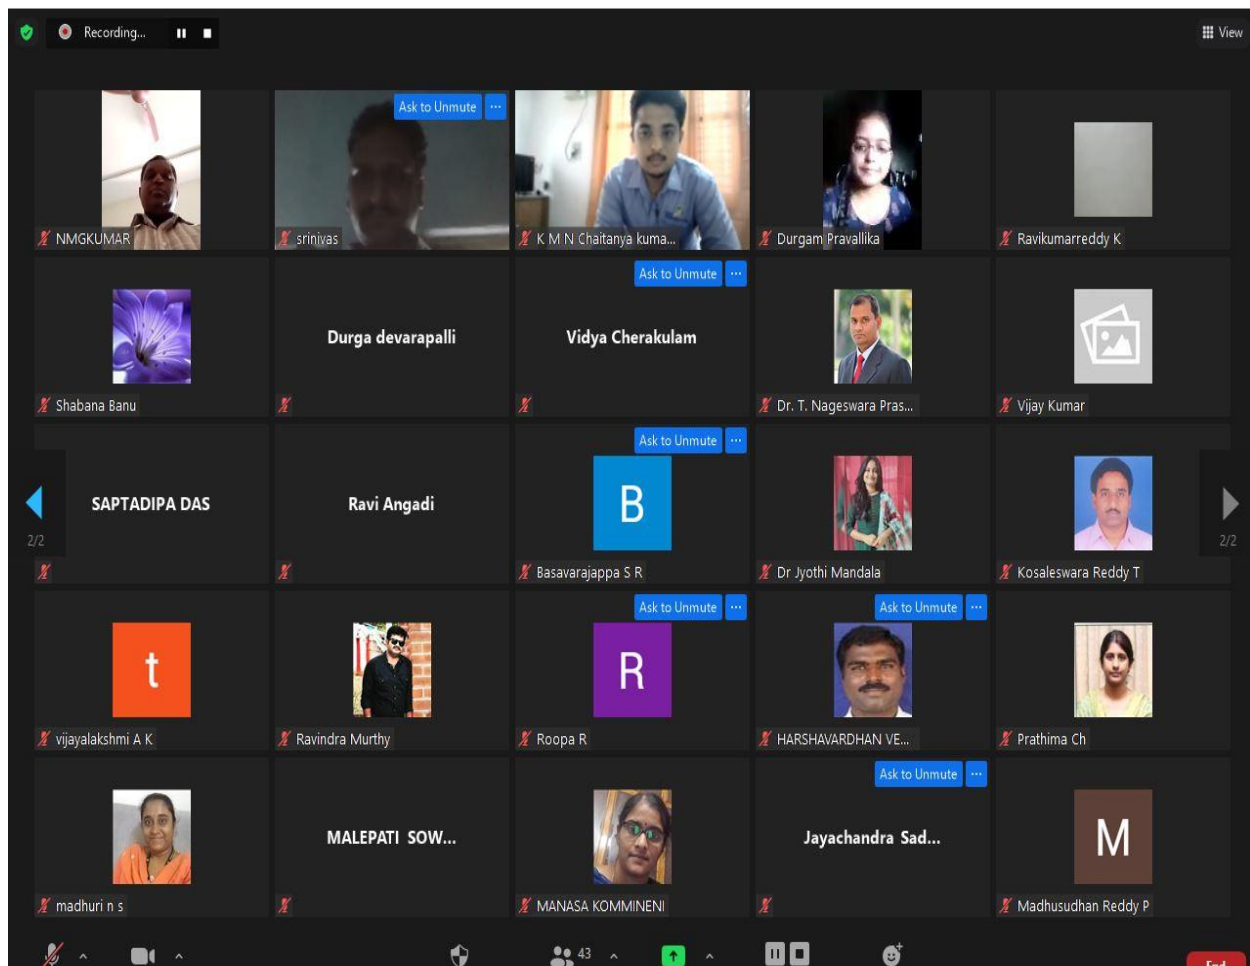 Recording...
View
Ask to Unmute ...
NMGKUMAR
srinivas
K M N Chaitanya kuma...
Durgam Pravallika
Ravikumarreddy K
Ask to Unmute ...
Durga devarapalli
Vidya Cherakulam
Shabana Banu
Dr. T. Nageswara Pras...
Vijay Kumar
Ask to Unmute ...
SAPTADIPA DAS
Ravi Angadi
B
2/2
2/2
Basavarajappa S R
Dr Jyothi Mandala
Kosaleswara Reddy T
Ask to Unmute ...
Ask to Unmute ...
t
R
vijayalakshmi A K
Ravindra Murthy
Roopa R
HARSHAVARDHAN VE...
Prathima Ch
Ask to Unmute ...
MALEPATI SOW...
Jayachandra Sad...
M
madhuri n s
MANASA KOMMINENI
Madhusudhan Reddy P
43
End